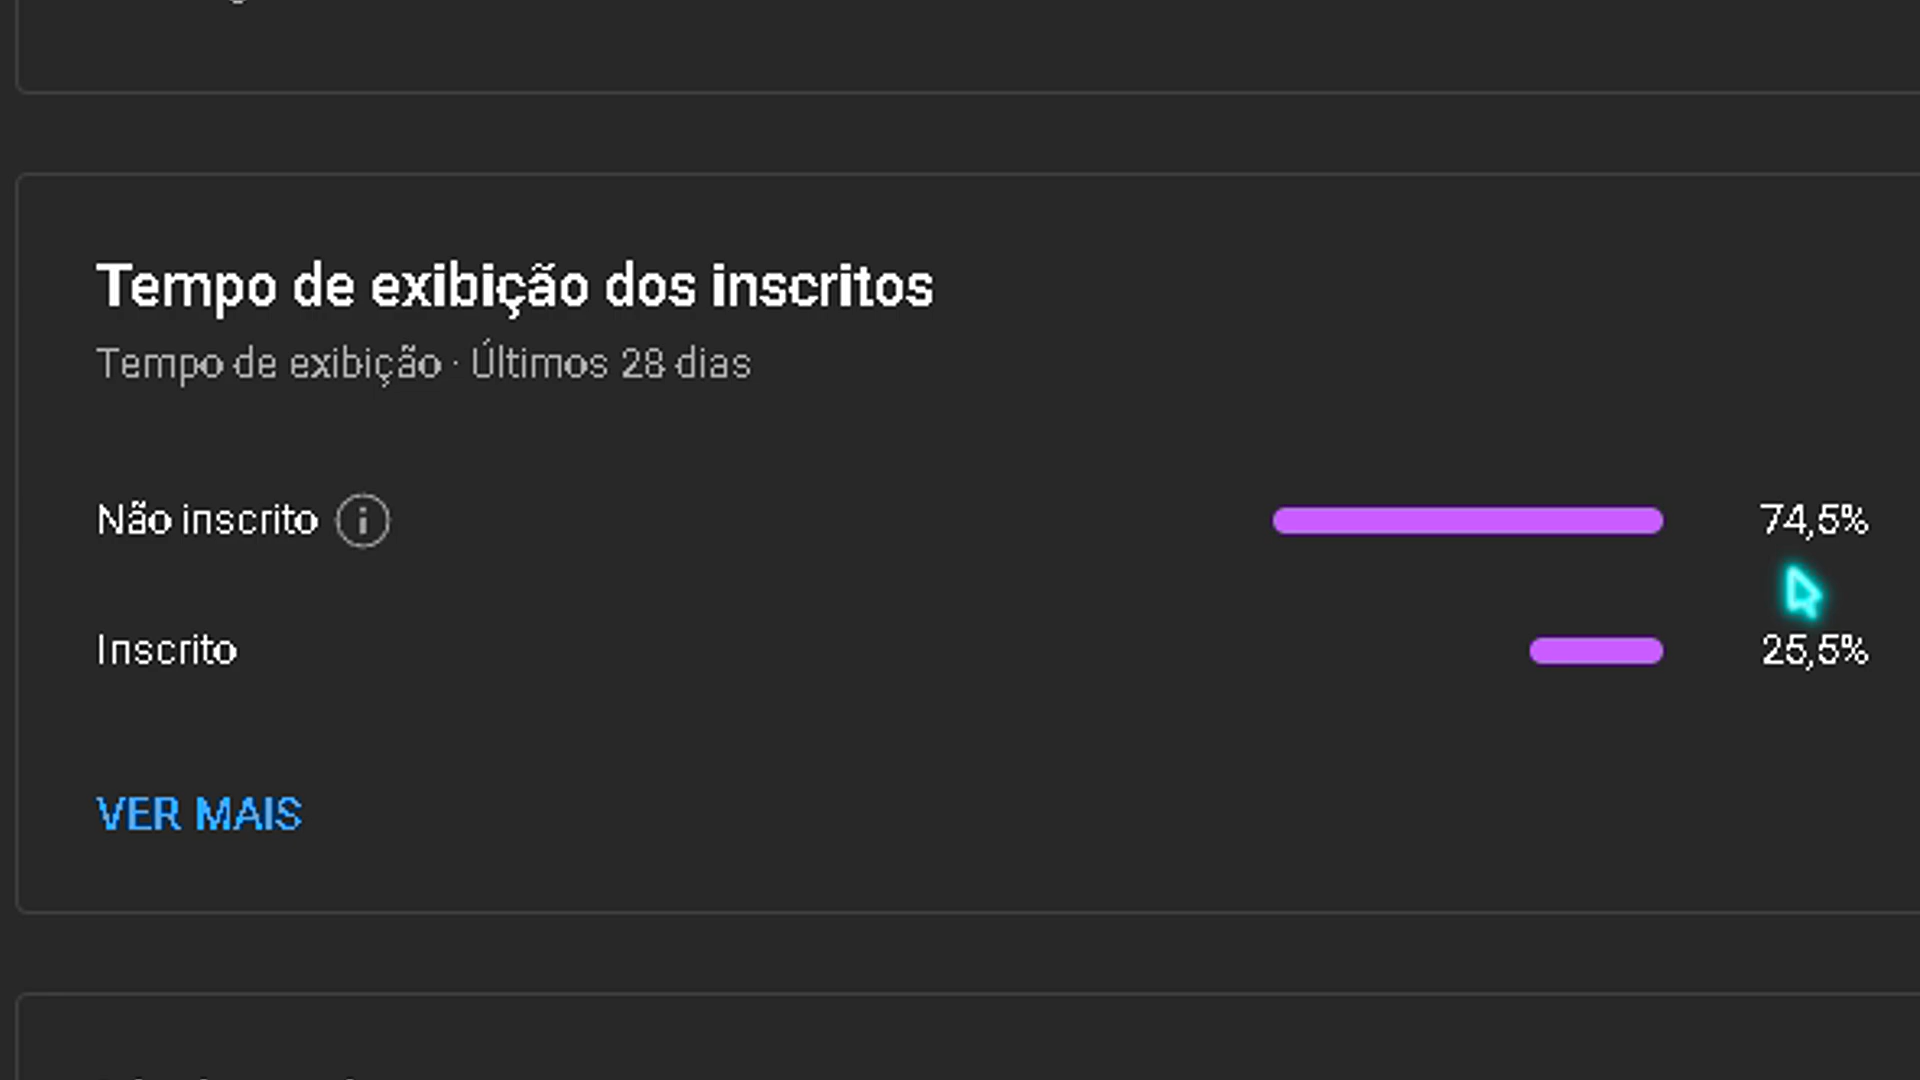 Tempo de exibição dos inscritos
Tempo de exibição · Últimos 28 dias
Não inscrito 74,5%
Inscrito 25,5%
VER MAIS